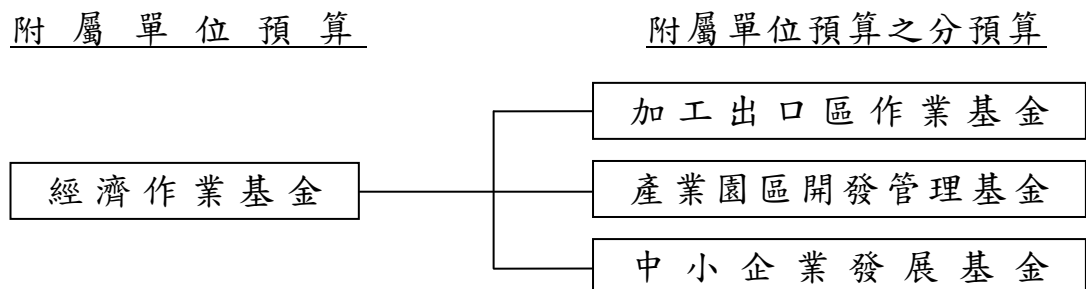 附屬單位預算
附屬單位預算之分預算
加工出口區作業基金
經濟作業基金
產業園區開發管理基金
中小企業發展基金